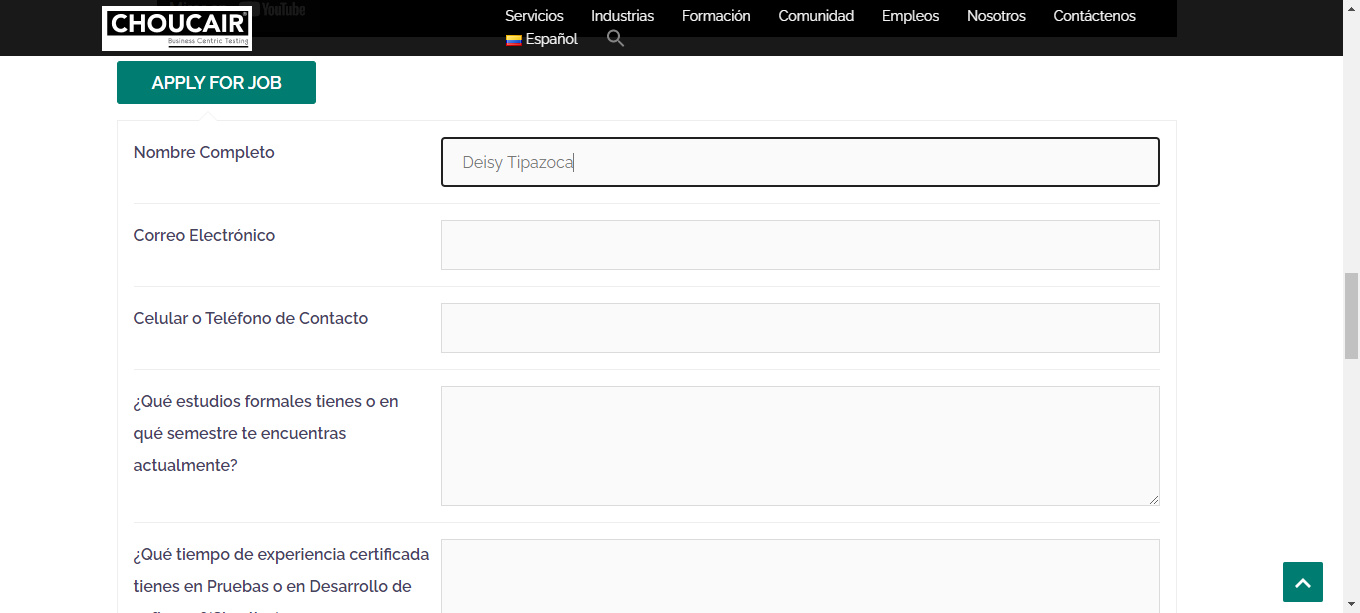 YouTube
CHOUCAIR
Business Centric Testing
Servicios Industrias Formación Comunidad Empleos Nosotros Contáctenos
Español
APPLY FOR JOB
Nombre Completo
Deisy Tipazoca
Correo Electrónico
Celular o Teléfono de Contacto
¿Qué estudios formales tienes o en
qué semestre te encuentras
actualmente?
¿Qué tiempo de experiencia certificada
tienes en Pruebas o en Desarrollo de